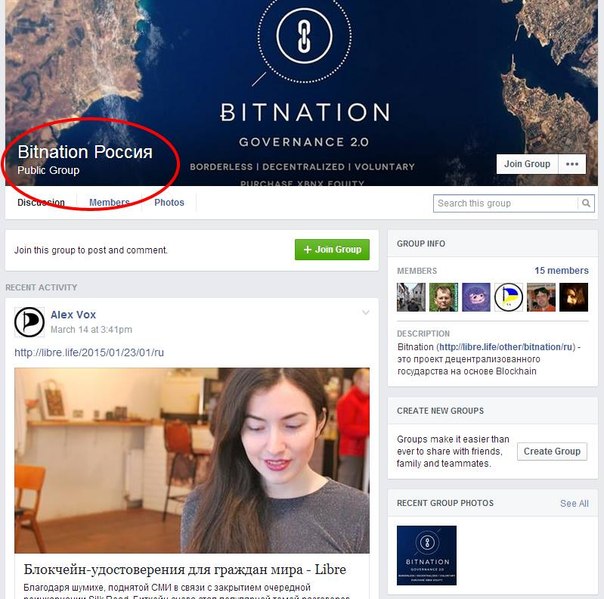 BITNATION
GOVERNANCE 2.0
Bitnation Россия
Public Group
Join Group
BORDERLESS | DECENTRALIZED | VOLUNTARY
PURCHASE XBNX EQUITY
Discussion Members Photos
Search this group
Join this group to post and comment.
+ Join Group
RECENT ACTIVITY
Alex Vox
March 14 at 3:41pm
http://libre.life/2015/01/23/01/ru
Блокчейн-удостоверения для граждан мира - Libre
Благодаря шумихе, поднятой СМИ в связи с закрытием очередной
GROUP INFO
MEMBERS 15 members
DESCRIPTION
Bitnation (http://libre.life/other/bitnation/ru) -
это проект децентрализованного
государства на основе Blockhain
CREATE NEW GROUPS
Groups make it easier than
ever to share with friends,
family and teammates.
Create Group
RECENT GROUP PHOTOS See All
BITNATION
GOVERNANCE 2.0